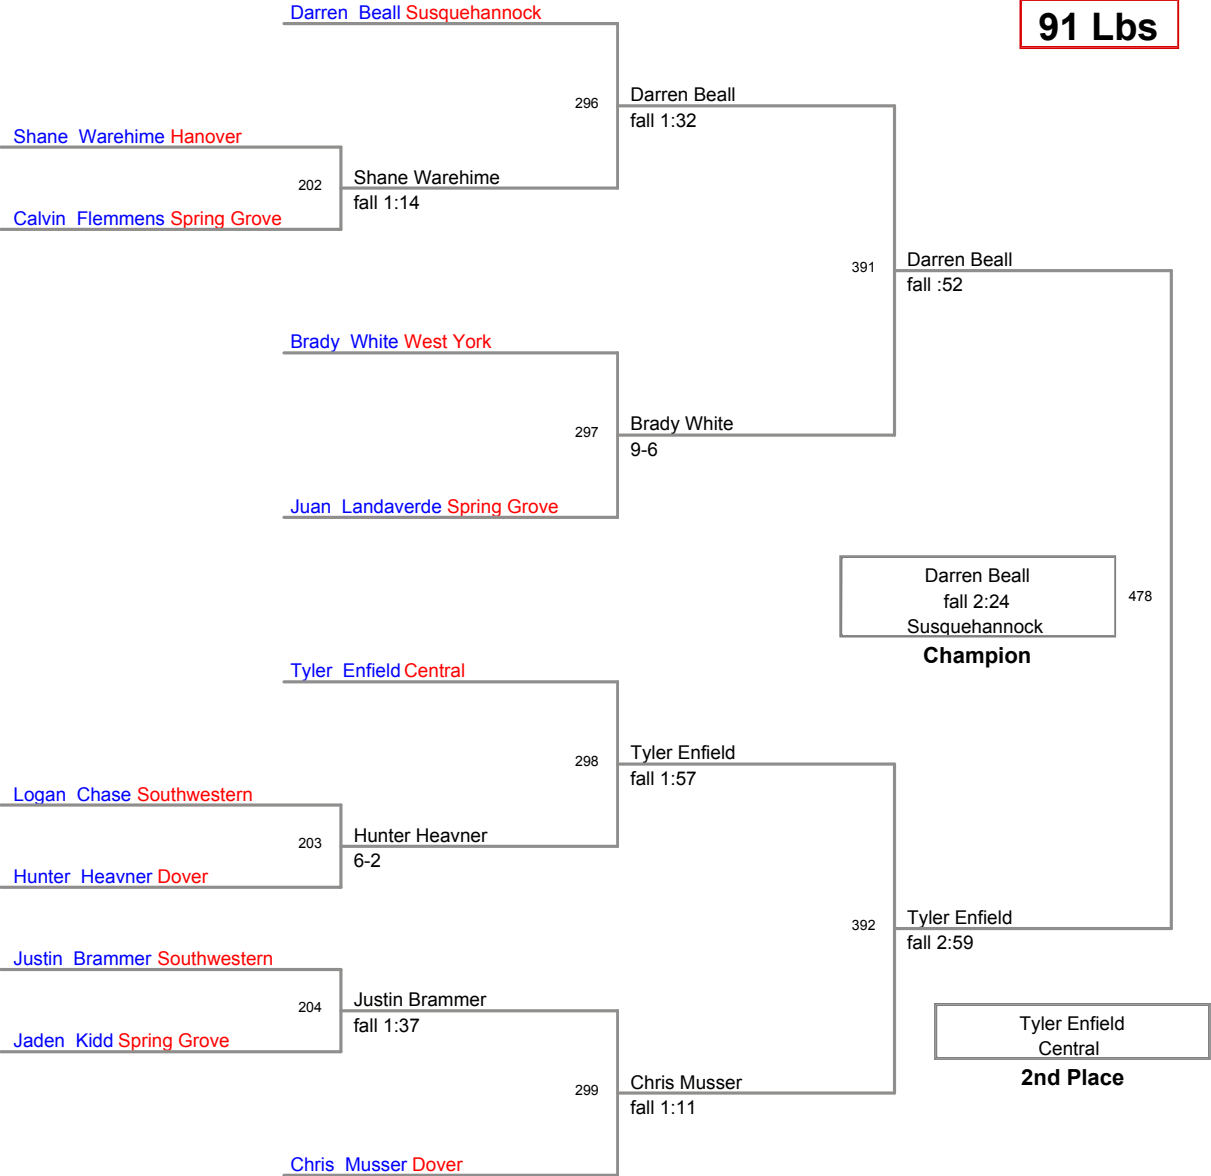 Darren Beall Susquehannock
91 Lbs
296
Darren Beall
fall 1:32
Shane Warehime Hanover
202
Shane Warehime
fall 1:14
Calvin Flemmens Spring Grove
391
Darren Beall
fall :52
Brady White West York
297
Brady White
9-6
Juan Landaverde Spring Grove
Darren Beall
fall 2:24
Susquehannock
478
Champion
Tyler Enfield Central
298
Tyler Enfield
fall 1:57
Logan Chase Southwestern
203
Hunter Heavner
6-2
Hunter Heavner Dover
392
Tyler Enfield
fall 2:59
Justin Brammer Southwestern
204
Justin Brammer
fall 1:37
Jaden Kidd Spring Grove
Tyler Enfield
Central
2nd Place
299
Chris Musser
fall 1:11
Chris Musser Dover